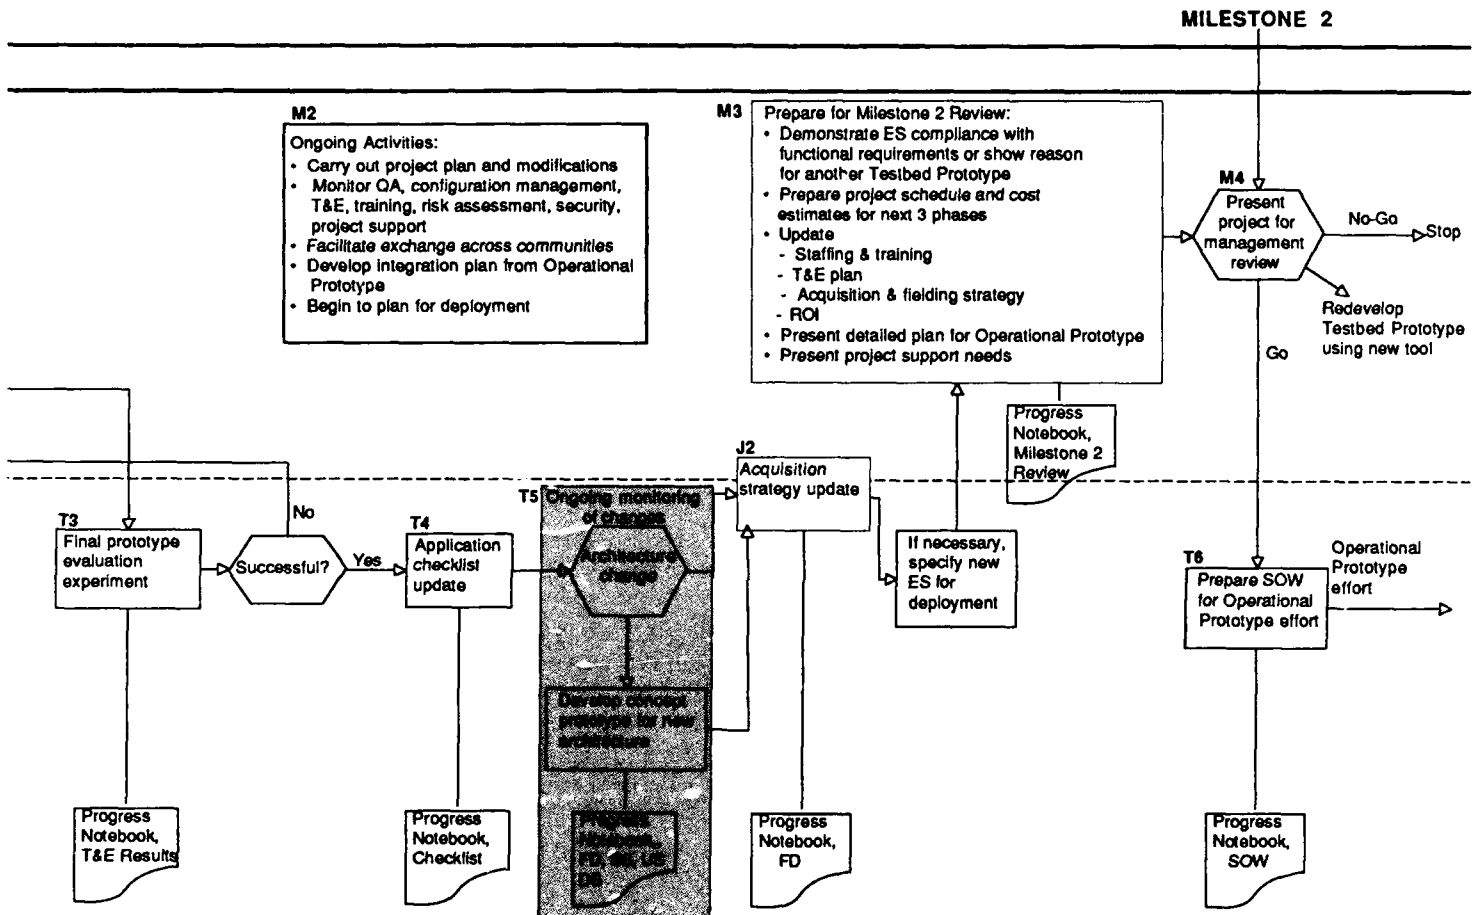 MILESTONE 2
M2
Ongoing Activities:
• Carry out project plan and modifications
• Monitor QA, configuration management,
T&E, training, risk assessment, security,
project support
• Facilitate exchange across communities
• Develop integration plan from Operational
Prototype
• Begin to plan for deployment
M3
Prepare for Milestone 2 Review:
• Demonstrate ES compliance with
functional requirements or show reason
for another Testbed Prototype
• Prepare project schedule and cost
estimates for next 3 phases
• Update
- Staffing & training
- T&E plan
- Acquisition & fielding strategy
- ROI
• Present detailed plan for Operational Prototype
• Present project support needs
M4
Present
project for
management
review
No-Go
Stop
Redevelop
Testbed Prototype
using new tool
Go
Progress
Notebook,
Milestone 2
Review
T3
Final prototype
evaluation
experiment
No
Successful?
Yes
T4
Application
checklist
update
T5
Ongoing monitoring
of changes
Architecture
change
Develop concept
prototype for new
architecture
J2
Acquisition
strategy update
If necessary,
specify new
ES for
deployment
T6
Prepare SOW
for Operational
Prototype effort
Operational
Prototype
effort
Progress
Notebook,
T&E Results
Progress
Notebook,
Checklist
Progress
Notebook,
FD, US
Progress
Notebook,
FD
Progress
Notebook,
SOW